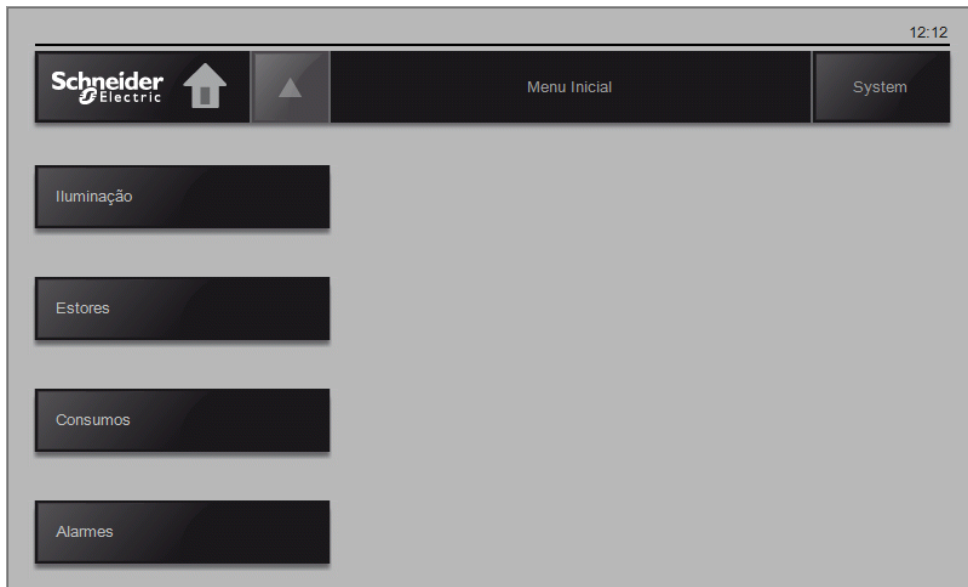 12:12
Schneider
Electric
Menu Inicial
System
Iluminação
Estores
Consumos
Alarmes